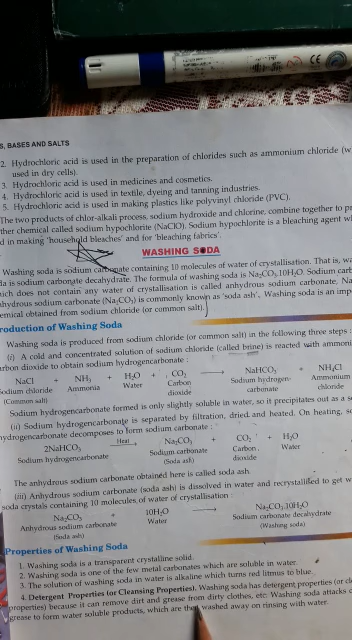 S, BASES AND SALTS
2. Hydrochloric acid is used in the preparation of chlorides such as ammonium chloride (w
used in dry cells).
3. Hydrochloric acid is used in medicines and cosmetics.
4. Hydrochloric acid is used in textile, dyeing and tanning industries.
5. Hydrochloric acid is used in making plastics like polyvinyl chloride (PVC).
The two products of chlor-alkali process, sodium hydroxide and chlorine, combine together to p
ther chemical called sodium hypochlorite (NaClO). Sodium hypochlorite is a bleaching agent w
d in making 'household bleaches' and for 'bleaching fabrics'.
WASHING SODA
Washing soda is sodium carbonate containing 10 molecules of water of crystallisation. That is, wa
da is sodium carbonate decahydrate. The formula of washing soda is Na₂CO₃.10H₂O. Sodium carb
uch does not contain any water of crystallisation is called anhydrous sodium carbonate, Na
nhydrous sodium carbonate (Na₂CO₃) is commonly known as 'soda ash'. Washing soda is an imp
emical obtained from sodium chloride (or common salt).
roduction of Washing Soda
Washing soda is produced from sodium chloride (or common salt) in the following three steps :
(i) A cold and concentrated solution of sodium chloride (called brine) is reacted with ammoni
rbon dioxide to obtain sodium hydrogencarbonate :
NaCl + NH₃ + H₂O + CO₂ → NaHCO₃ + NH₄Cl
Sodium chloride Ammonia Water Carbon Sodium hydrogen- Ammonium
(Common salt) dioxide carbonate chloride
Sodium hydrogencarbonate formed is only slightly soluble in water, so it precipitates out as a s
(ii) Sodium hydrogencarbonate is separated by filtration, dried and heated. On heating, so
hydrogencarbonate decomposes to form sodium carbonate :
2NaHCO₃ Heat → Na₂CO₃ + CO₂ + H₂O
Sodium hydrogencarbonate Sodium carbonate Carbon Water
(Soda ash) dioxide
The anhydrous sodium carbonate obtained here is called soda ash.
(iii) Anhydrous sodium carbonate (soda ash) is dissolved in water and recrystallised to get w
soda crystals containing 10 molecules of water of crystallisation :
Na₂CO₃ + 10H₂O → Na₂CO₃.10H₂O
Anhydrous sodium carbonate Water Sodium carbonate decahydrate
(Soda ash) (Washing soda)
Properties of Washing Soda
1. Washing soda is a transparent crystalline solid.
2. Washing soda is one of the few metal carbonates which are soluble in water.
3. The solution of washing soda in water is alkaline which turns red litmus to blue.
4. Detergent Properties (or Cleansing Properties). Washing soda has detergent properties (or cle
properties) because it can remove dirt and grease from dirty clothes, etc. Washing soda attacks d
grease to form water soluble products, which are then washed away on rinsing with water.